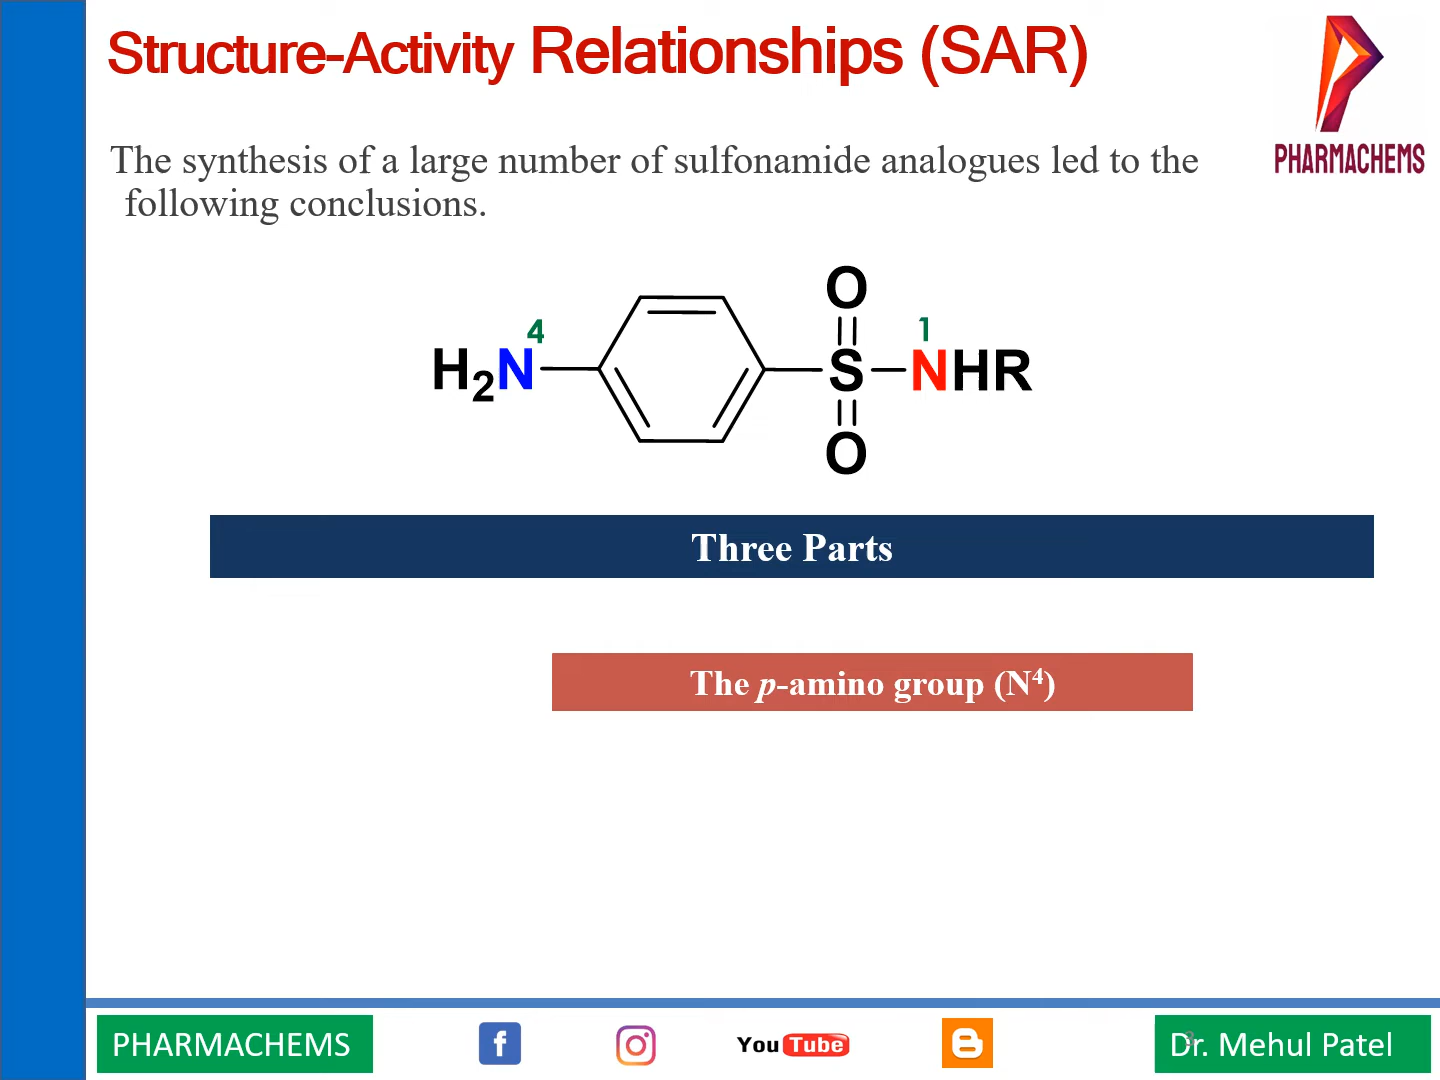 Structure-Activity Relationships (SAR)
PHARMACHEMS
The synthesis of a large number of sulfonamide analogues led to the
following conclusions.
O
4 1
H2N S NHR
O
Three Parts
The p-amino group (N4)
PHARMACHEMS f You Tube B Dr. Mehul Patel